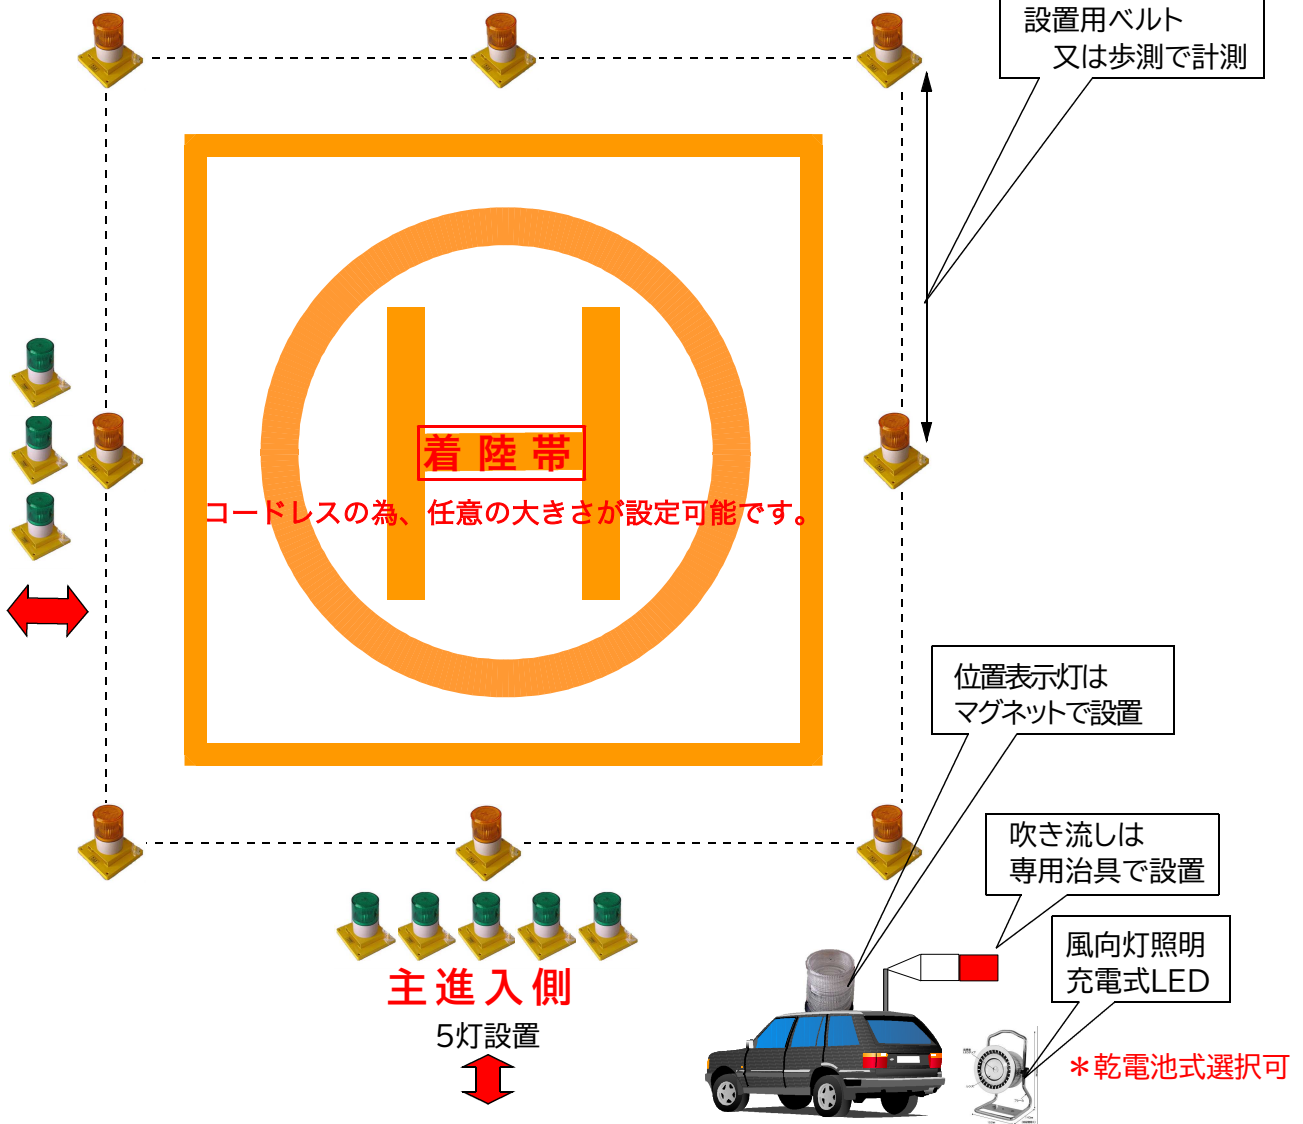 設置用ベルト
又は歩測で計測
着陸帯
コードレスの為、任意の大きさが設定可能です。
位置表示灯は
マグネットで設置
吹き流しは
専用治具で設置
風向灯照明
充電式LED
主進入側
5灯設置
＊乾電池式選択可